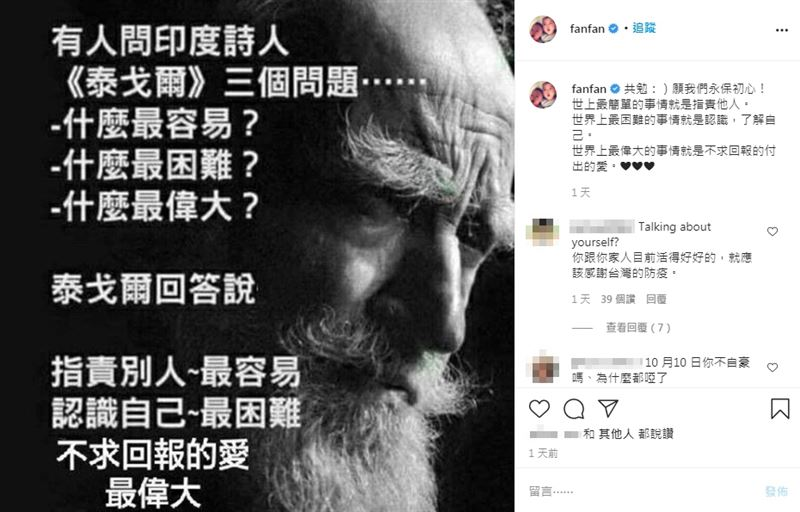 有人問印度詩人
《泰戈爾》三個問題⋯⋯
-什麼最容易？
-什麼最困難？
-什麼最偉大？
泰戈爾回答說
指責別人~最容易
認識自己~最困難
不求回報的愛
最偉大
fanfan • 追蹤
fanfan 共勉：）願我們永保初心！
世上最簡單的事情就是指責他人。
世界上最困難的事情就是認識，了解自
己。
世界上最偉大的事情就是不求回報的付
出的愛。♥♥♥
1 天
Talking about
yourself?
你跟你家人目前活得好好的，就應
該感謝台灣的防疫。
1 天 39 個讚 回覆
—— 查看回覆（7）
10 月10 日你不自豪
嗎、為什麼都啞了
和 其他人 都說讚
1 天前
留言⋯⋯ 發佈